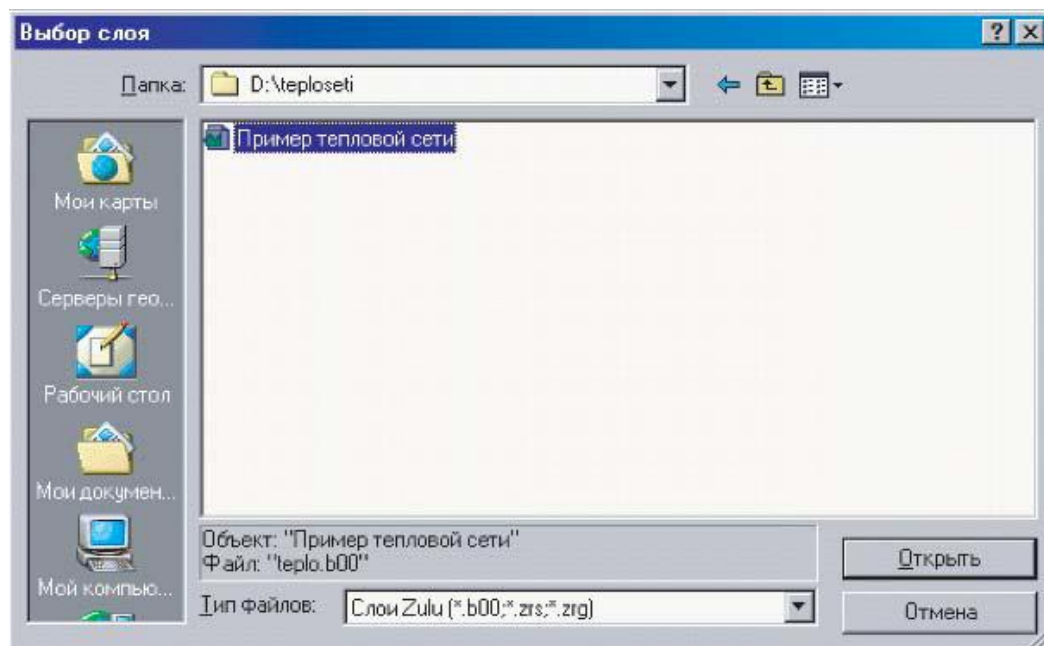 Выбор слоя
Папка: D:\teploseti
Пример тепловой сети
Мои карты
Серверы гео...
Рабочий стол
Мои докумен...
Мой компью...
Объект: "Пример тепловой сети"
Файл: "teplo.b00"
Тип файлов: Слои Zulu (*.b00;*.zrs;*.zrg)
Открыть
Отмена